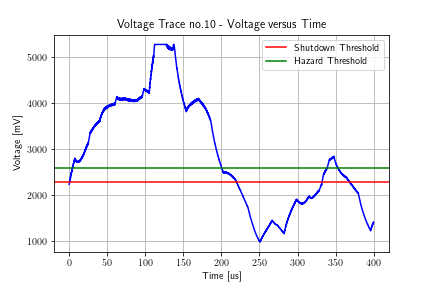 Voltage Trace no.10 - Voltage versus Time
Shutdown Threshold
Hazard Threshold
Voltage [mV]
5000
4000
3000
2000
1000
0
50
100
150
200
250
300
350
400
Time [us]